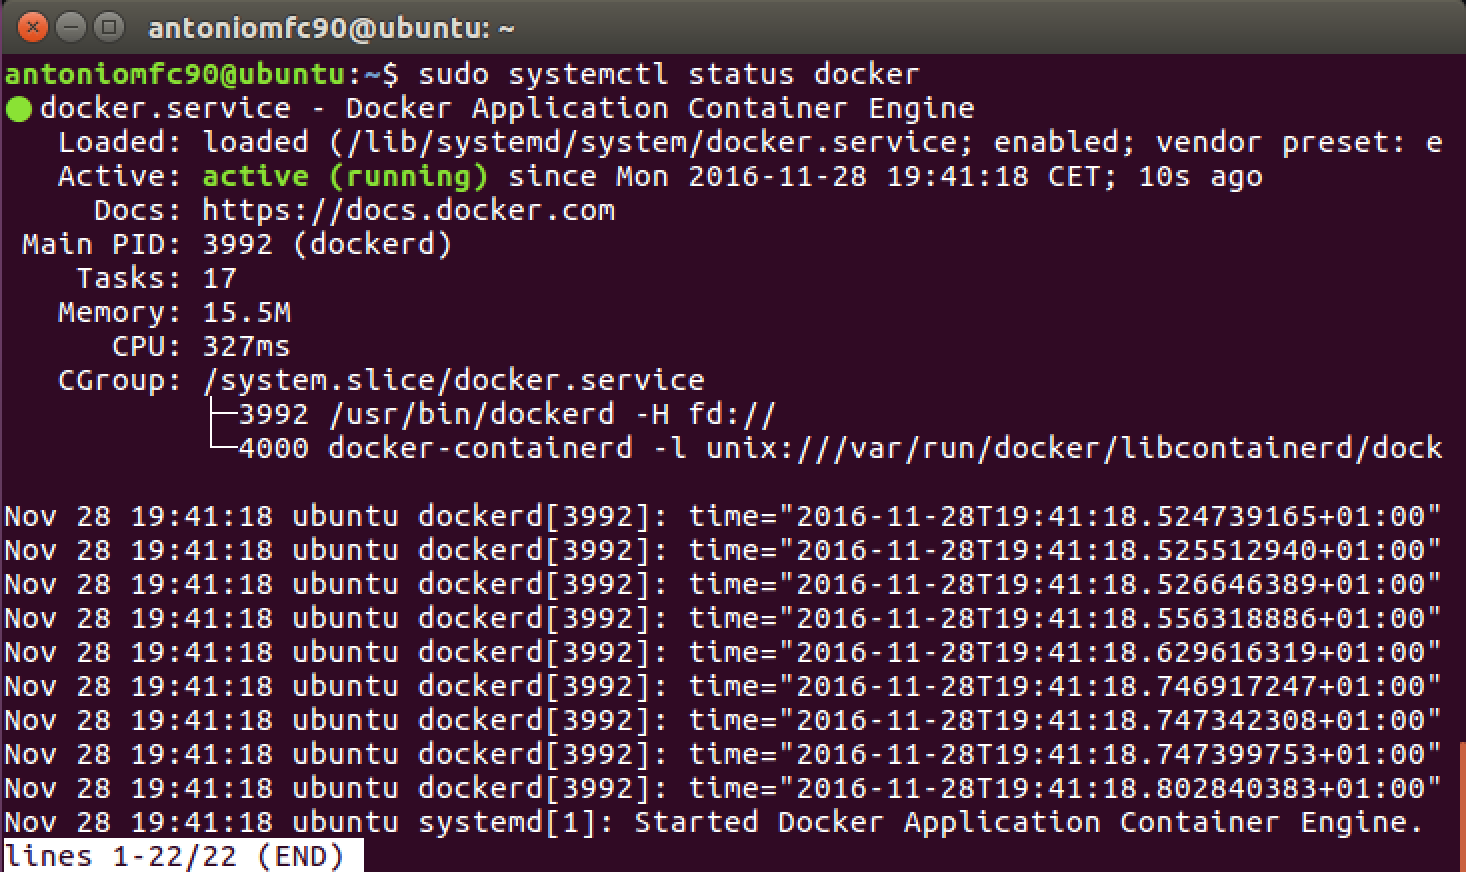 antoniomfc90@ubuntu: ~
antoniomfc90@ubuntu:~$ sudo systemctl status docker
● docker.service - Docker Application Container Engine
   Loaded: loaded (/lib/systemd/system/docker.service; enabled; vendor preset: e
   Active: active (running) since Mon 2016-11-28 19:41:18 CET; 10s ago
     Docs: https://docs.docker.com
 Main PID: 3992 (dockerd)
    Tasks: 17
   Memory: 15.5M
      CPU: 327ms
   CGroup: /system.slice/docker.service
           ├─3992 /usr/bin/dockerd -H fd://
           └─4000 docker-containerd -l unix:///var/run/docker/libcontainerd/dock

Nov 28 19:41:18 ubuntu dockerd[3992]: time="2016-11-28T19:41:18.524739165+01:00"
Nov 28 19:41:18 ubuntu dockerd[3992]: time="2016-11-28T19:41:18.525512940+01:00"
Nov 28 19:41:18 ubuntu dockerd[3992]: time="2016-11-28T19:41:18.526646389+01:00"
Nov 28 19:41:18 ubuntu dockerd[3992]: time="2016-11-28T19:41:18.556318886+01:00"
Nov 28 19:41:18 ubuntu dockerd[3992]: time="2016-11-28T19:41:18.629616319+01:00"
Nov 28 19:41:18 ubuntu dockerd[3992]: time="2016-11-28T19:41:18.746917247+01:00"
Nov 28 19:41:18 ubuntu dockerd[3992]: time="2016-11-28T19:41:18.747342308+01:00"
Nov 28 19:41:18 ubuntu dockerd[3992]: time="2016-11-28T19:41:18.747399753+01:00"
Nov 28 19:41:18 ubuntu dockerd[3992]: time="2016-11-28T19:41:18.802840383+01:00"
Nov 28 19:41:18 ubuntu systemd[1]: Started Docker Application Container Engine.
lines 1-22/22 (END)